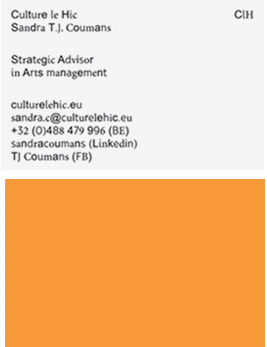 Culture le Hic
ClH
Sandra T.J. Coumans
Strategic Advisor
in Arts management
culturelehic.eu
sandra.c@culturelehic.eu
+32 (0)488 479 996 (BE)
sandracoumans (Linkedin)
TJ Coumans (FB)